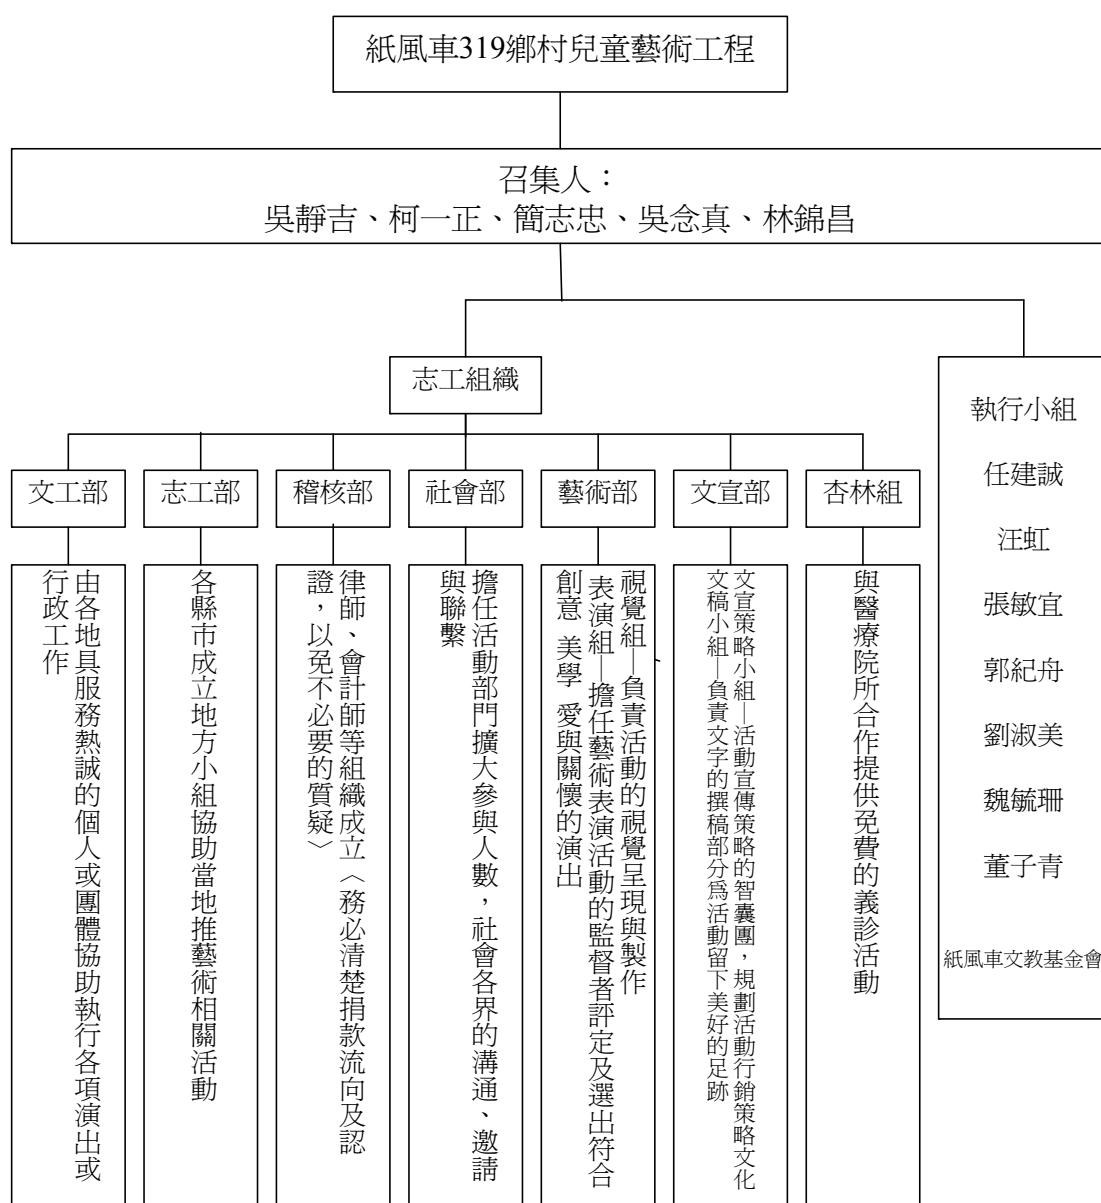 紙風車319鄉村兒童藝術工程
召集人：
吳靜吉、柯一正、簡志忠、吳念真、林錦昌
志工組織
文工部
志工部
稽核部
社會部
藝術部
文宣部
杏林組
由各地具服務熱誠的個人或團體協助執行各項演出或
行政工作
各縣市成立地方小組協助當地推藝術相關活動
律師、會計師等組織成立〈務必清楚捐款流向及認
證，以免不必要的質疑〉
擔任活動部門擴大參與人數，社會各界的溝通、邀請
與聯繫
視覺組—負責活動的視覺呈現與製作
表演組—擔任藝術表演活動的監督者評定及選出符合
創意 美學 愛與關懷的演出
文宣策略小組—活動宣傳策略的智囊團，規劃活動行銷策略文化
文稿小組—負責文字的撰稿部分為活動留下美好的足跡
與醫療院所合作提供免費的義診活動
執行小組
任建誠
汪虹
張敏宜
郭紀舟
劉淑美
魏毓珊
董子青
紙風車文教基金會